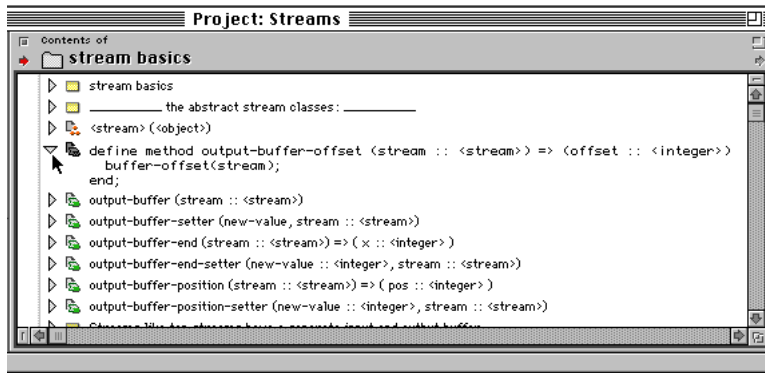 Project: Streams
Contents of
stream basics
stream basics
__________ the abstract stream classes: __________
<stream> (<object>)
define method output-buffer-offset (stream :: <stream>) => (offset :: <integer>)
buffer-offset(stream);
end;
output-buffer (stream :: <stream>)
output-buffer-setter (new-value, stream :: <stream>)
output-buffer-end (stream :: <stream>) => ( x :: <integer> )
output-buffer-end-setter (new-value :: <integer>, stream :: <stream>)
output-buffer-position (stream :: <stream>) => ( pos :: <integer> )
output-buffer-position-setter (new-value :: <integer>, stream :: <stream>)